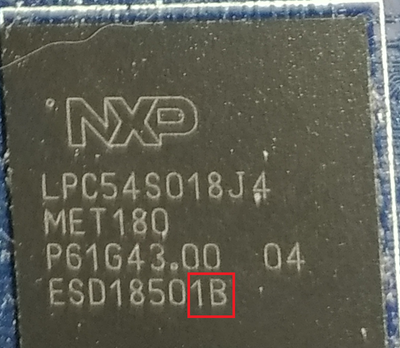 NXP
LPC54S018J4
MET180
P61G43.00 04
ESD18501B